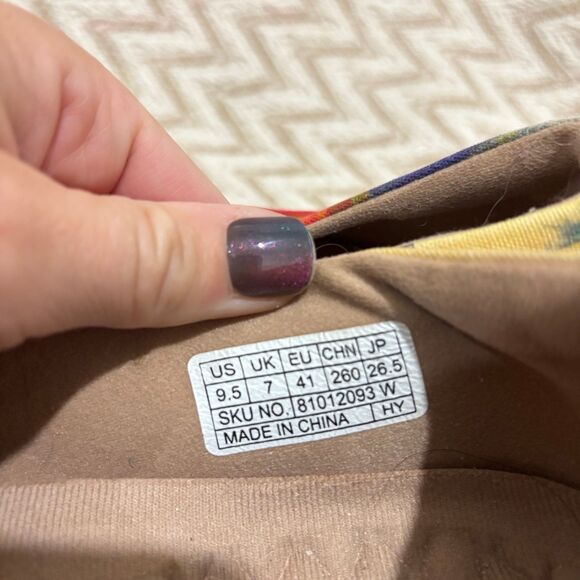 US UK EU CHN JP
9.5 7 41 260 26.5
SKU NO. 81012093 W
MADE IN CHINA HY